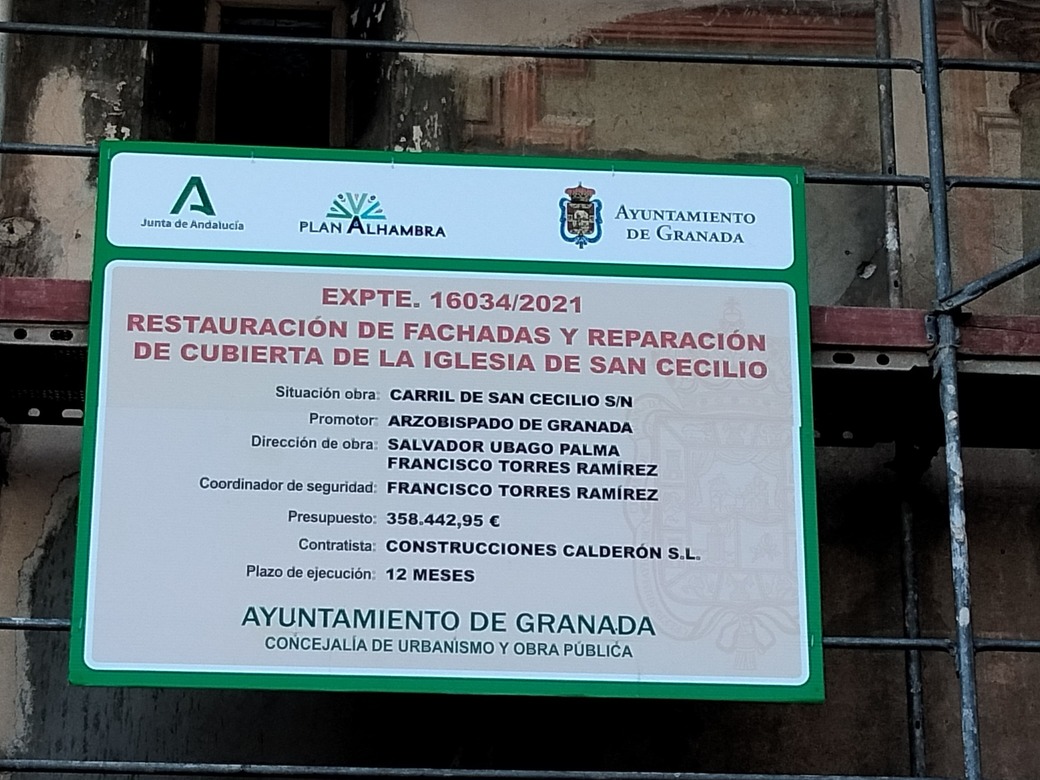 Junta de Andalucía
PLAN ALHAMBRA
AYUNTAMIENTO
DE GRANADA
EXPTE. 16034/2021
RESTAURACIÓN DE FACHADAS Y REPARACIÓN
DE CUBIERTA DE LA IGLESIA DE SAN CECILIO
Situación obra: CARRIL DE SAN CECILIO S/N
Promotor: ARZOBISPADO DE GRANADA
Dirección de obra: SALVADOR UBAGO PALMA
FRANCISCO TORRES RAMÍREZ
Coordinador de seguridad: FRANCISCO TORRES RAMÍREZ
Presupuesto: 358.442,95 €
Contratista: CONSTRUCCIONES CALDERÓN S.L.
Plazo de ejecución: 12 MESES
AYUNTAMIENTO DE GRANADA
CONCEJALÍA DE URBANISMO Y OBRA PÚBLICA